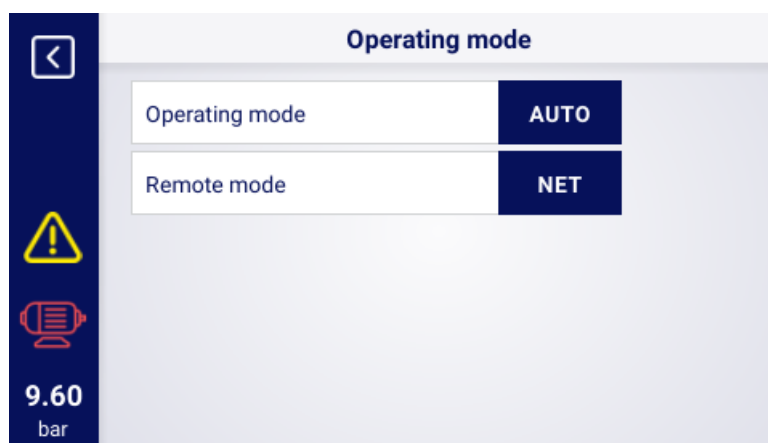 Operating mode
Operating mode AUTO
Remote mode NET
9.60
bar